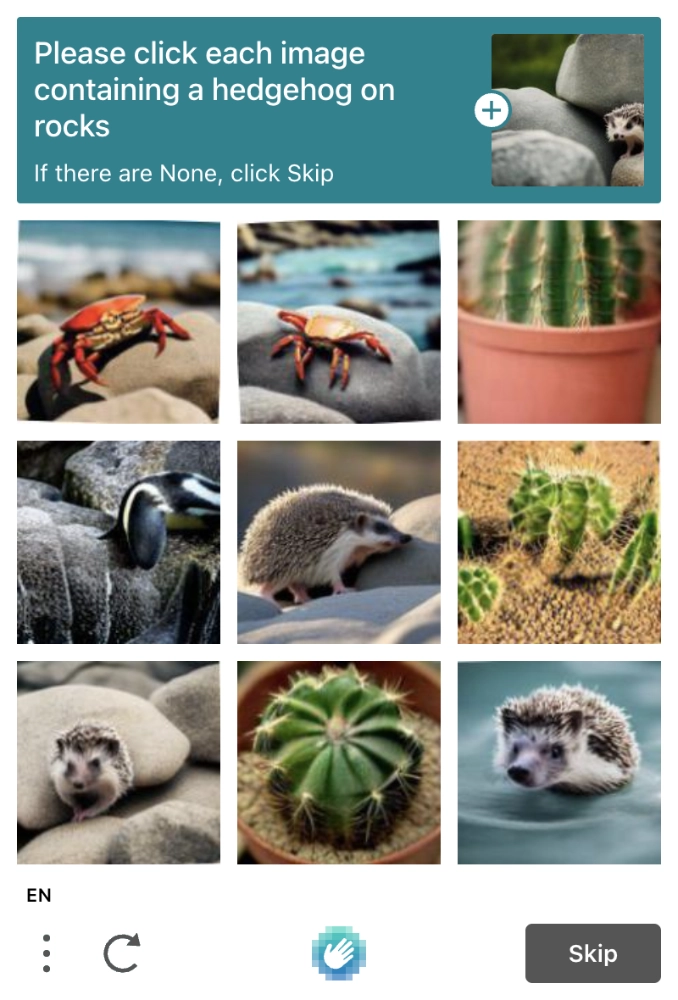 Please click each image
containing a hedgehog on
rocks
If there are None, click Skip
EN
Skip